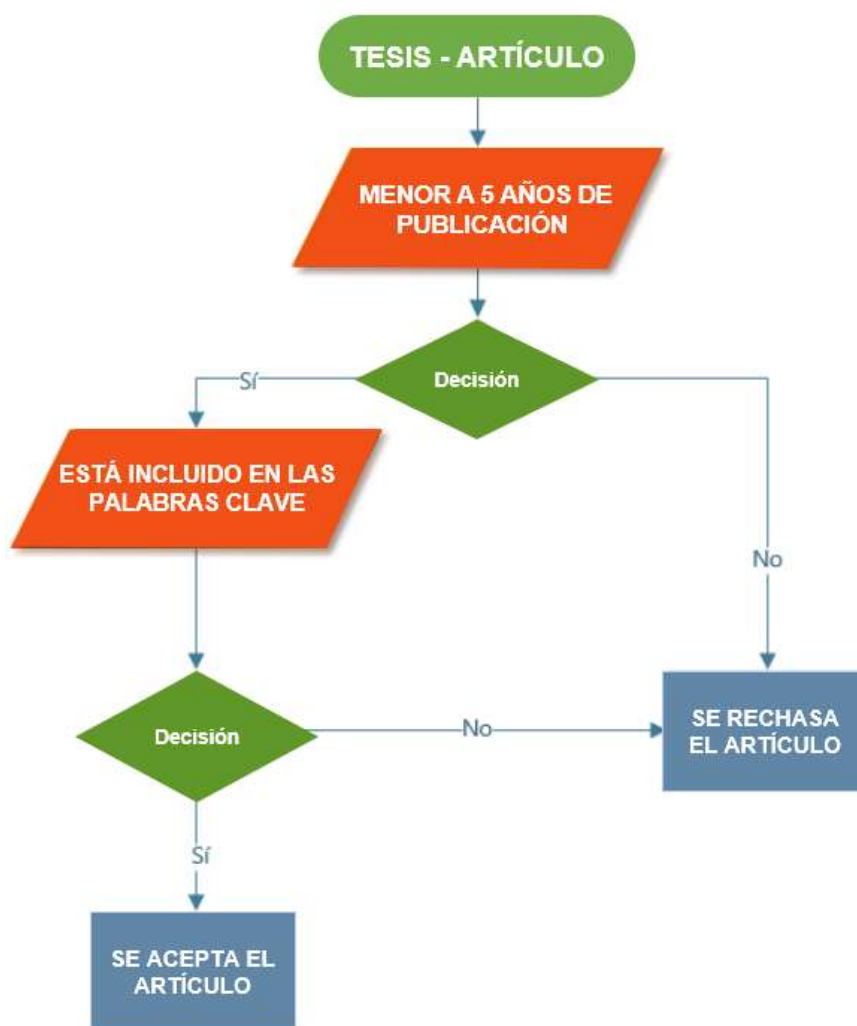 TESIS - ARTÍCULO
MENOR A 5 AÑOS DE
PUBLICACIÓN
Decisión
Sí
ESTÁ INCLUIDO EN LAS
PALABRAS CLAVE
No
Decisión
No
SE RECHASA
EL ARTÍCULO
Sí
SE ACEPTA EL
ARTÍCULO